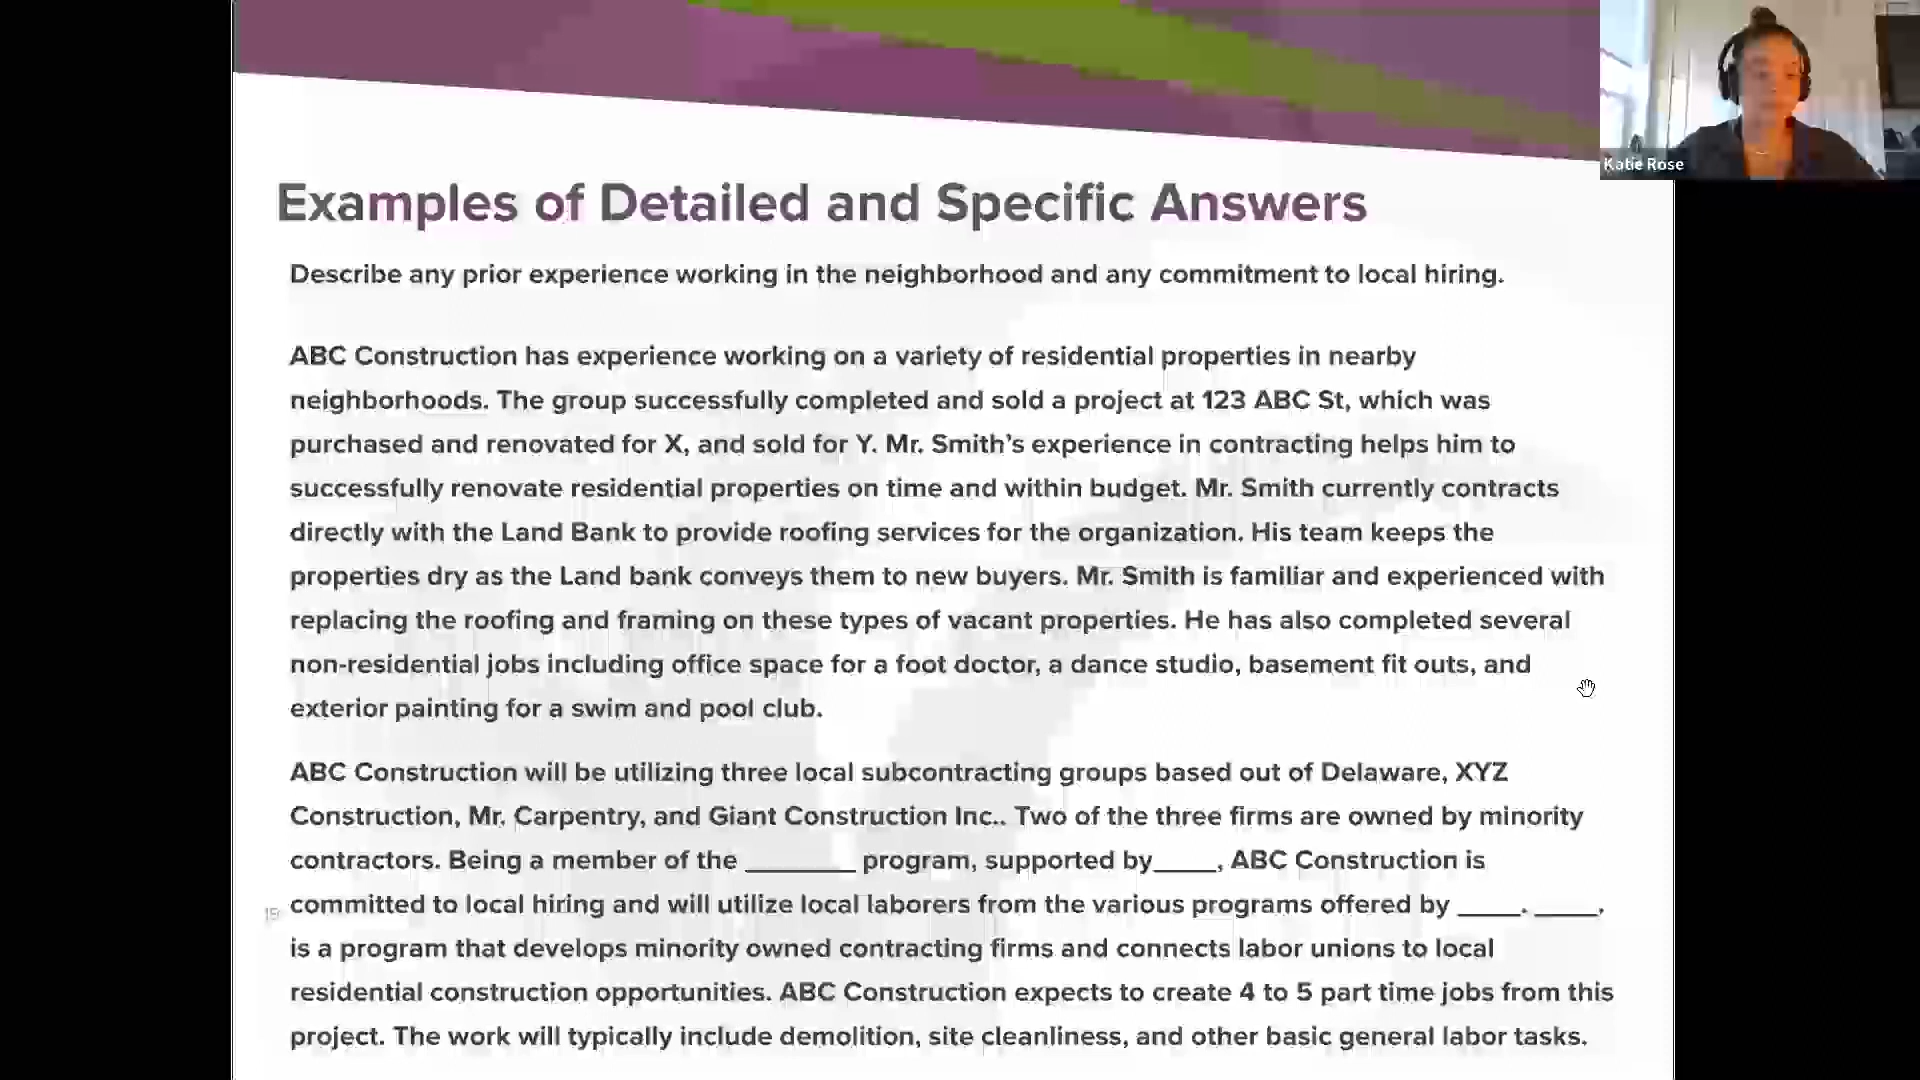 Katie Rose
Examples of Detailed and Specific Answers
Describe any prior experience working in the neighborhood and any commitment to local hiring.
ABC Construction has experience working on a variety of residential properties in nearby
neighborhoods. The group successfully completed and sold a project at 123 ABC St, which was
purchased and renovated for X, and sold for Y. Mr. Smith's experience in contracting helps him to
successfully renovate residential properties on time and within budget. Mr. Smith currently contracts
directly with the Land Bank to provide roofing services for the organization. His team keeps the
properties dry as the Land bank conveys them to new buyers. Mr. Smith is familiar and experienced with
replacing the roofing and framing on these types of vacant properties. He has also completed several
non-residential jobs including office space for a foot doctor, a dance studio, basement fit outs, and
exterior painting for a swim and pool club.
ABC Construction will be utilizing three local subcontracting groups based out of Delaware, XYZ
Construction, Mr. Carpentry, and Giant Construction Inc.. Two of the three firms are owned by minority
contractors. Being a member of the ________ program, supported by_____, ABC Construction is
committed to local hiring and will utilize local laborers from the various programs offered by _____. _____,
is a program that develops minority owned contracting firms and connects labor unions to local
residential construction opportunities. ABC Construction expects to create 4 to 5 part time jobs from this
project. The work will typically include demolition, site cleanliness, and other basic general labor tasks.